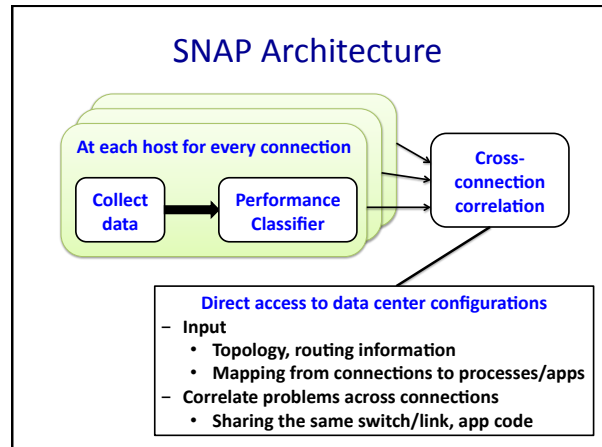 SNAP Architecture
At each host for every connection
Collect
data
Performance
Classifier
Cross-
connection
correlation
Direct access to data center configurations
− Input
• Topology, routing information
• Mapping from connections to processes/apps
− Correlate problems across connections
• Sharing the same switch/link, app code